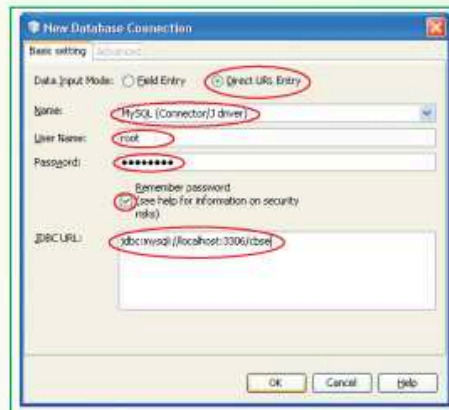 New Database Connection
Basic setting Advanced
Data Input Mode: Field Entry Direct URL Entry
Name: MySQL (Connector/J driver)
User Name: root
Password: ••••••••
Remember password
(see help for information on security
risks)
JDBC URL: jdbc:mysql://localhost:3306/cbse
OK Cancel Help